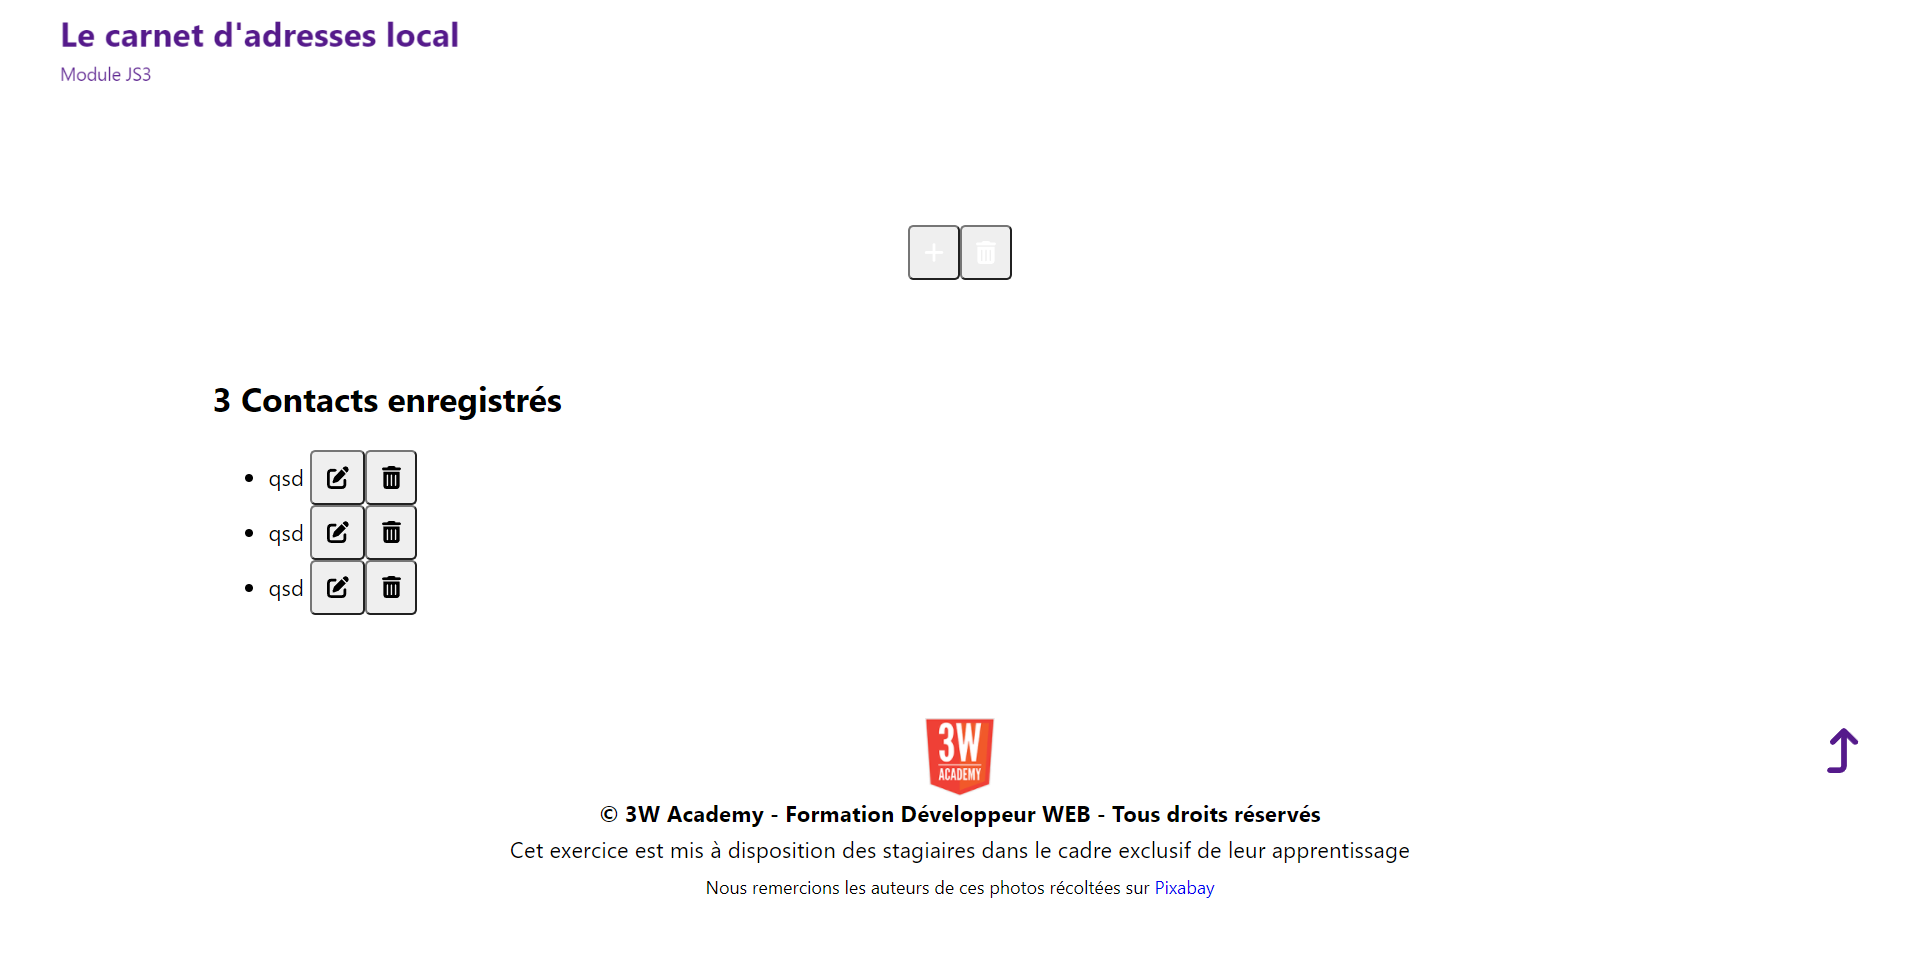 Le carnet d'adresses local
Module JS3
3 Contacts enregistrés
qsd
qsd
qsd
3W
ACADEMY
© 3W Academy - Formation Développeur WEB - Tous droits réservés
Cet exercice est mis à disposition des stagiaires dans le cadre exclusif de leur apprentissage
Nous remercions les auteurs de ces photos récoltées sur Pixabay